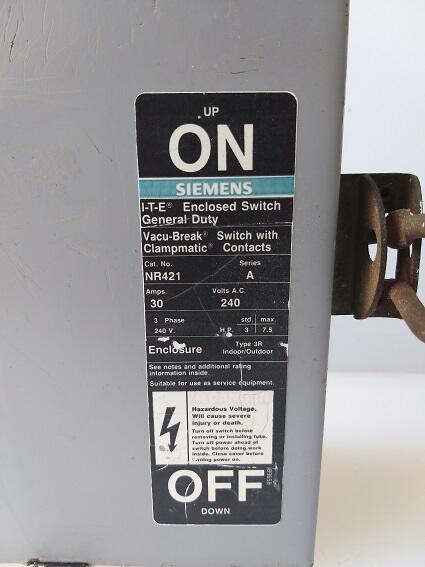 UP
ON
SIEMENS
I-T-E® Enclosed Switch
General Duty
Vacu-Break® Switch with
Clampmatic® Contacts
Cat. No. Series
NR421 A
Amps. Volts A.C.
30 240
3 Phase std. max.
240 V. H.P. 3 7.5
Enclosure Type 3R
Indoor/Outdoor
See notes and additional rating
information inside.
Suitable for use as service equipment.
Hazardous Voltage.
Will cause severe
injury or death.
Turn off switch before
removing or installing fuse.
Turn off power ahead of
switch before doing work
inside. Close cover before
turning power on.
OFF
DOWN